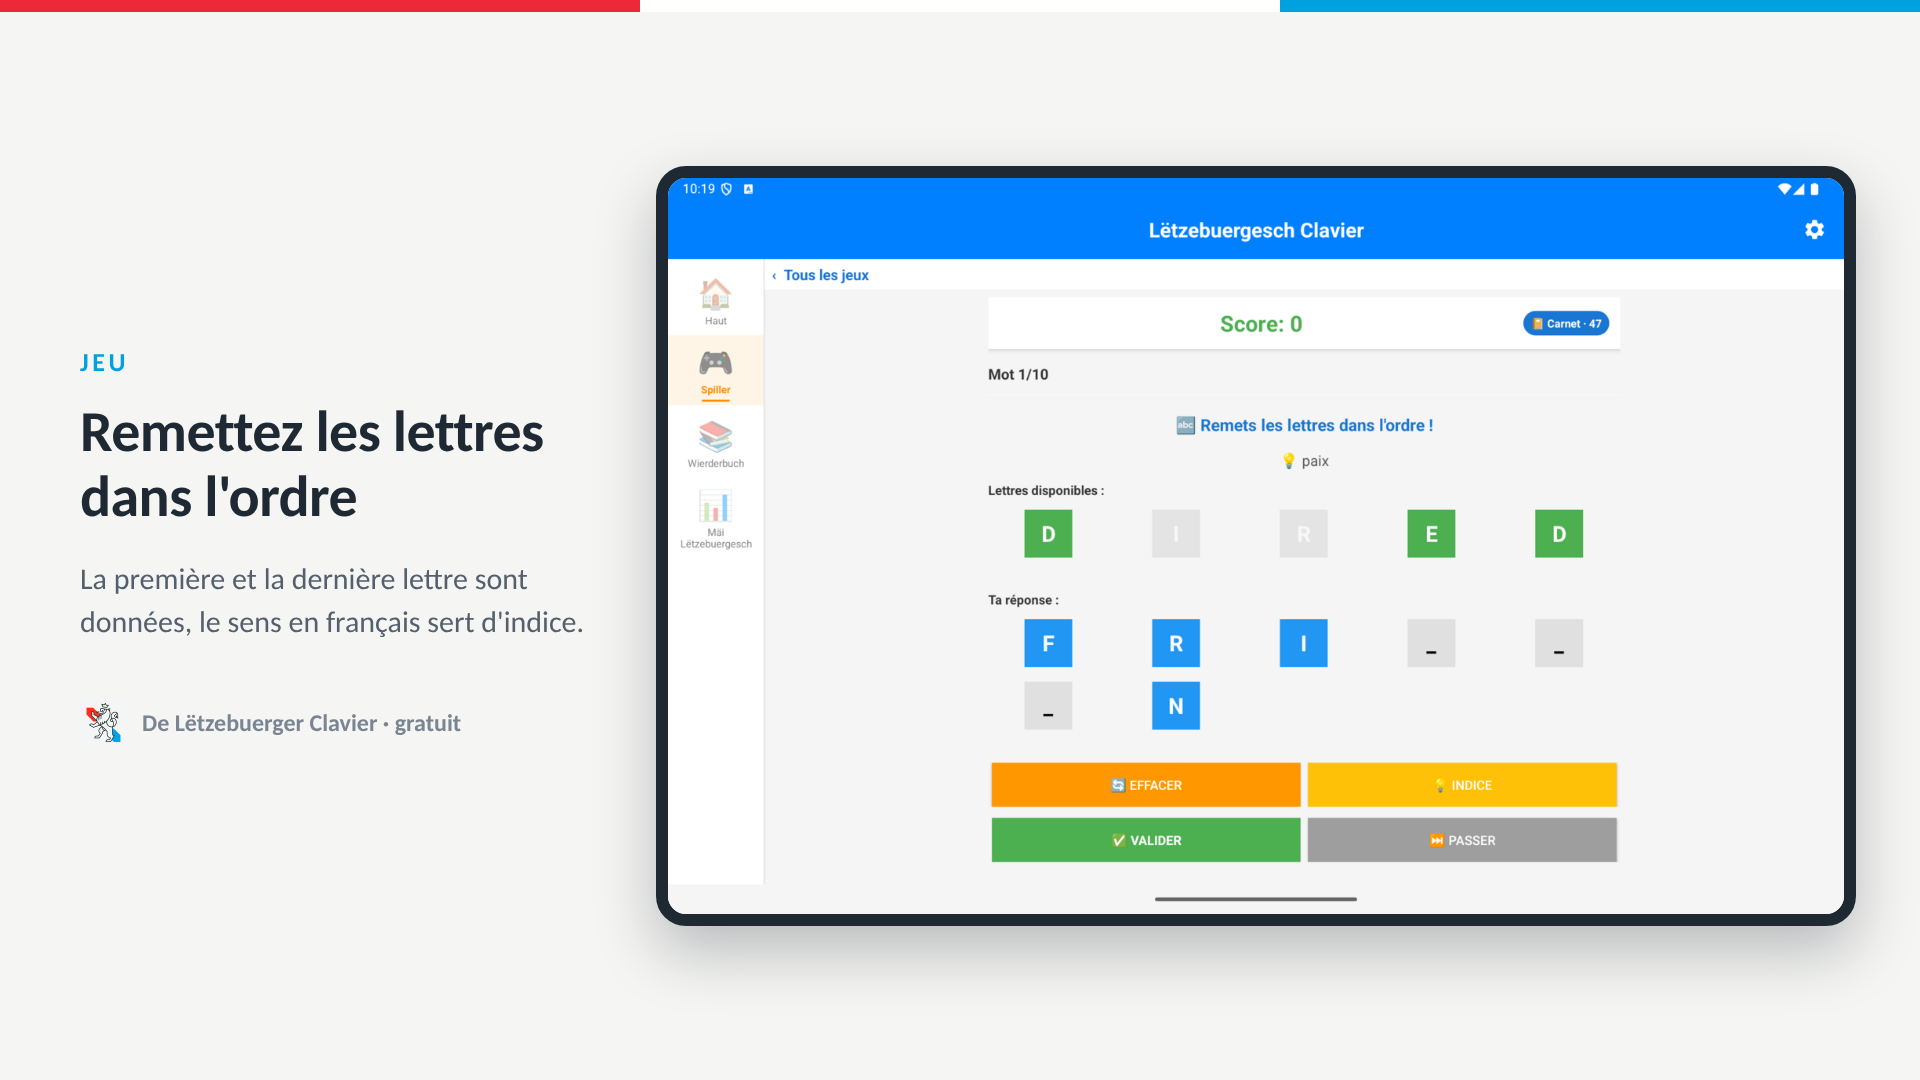 JEU
Remettez les lettres
dans l'ordre
La première et la dernière lettre sont
données, le sens en français sert d'indice.
De Lëtzebuerger Clavier · gratuit
10:19
Lëtzebuergesch Clavier
Haut
Spiller
Wierderbuch
Mäi
Lëtzebuergesch
‹ Tous les jeux
Score: 0
Carnet · 47
Mot 1/10
Remets les lettres dans l'ordre !
paix
Lettres disponibles :
D I R E D
Ta réponse :
F R I _ _
_ N
EFFACER
INDICE
VALIDER
PASSER